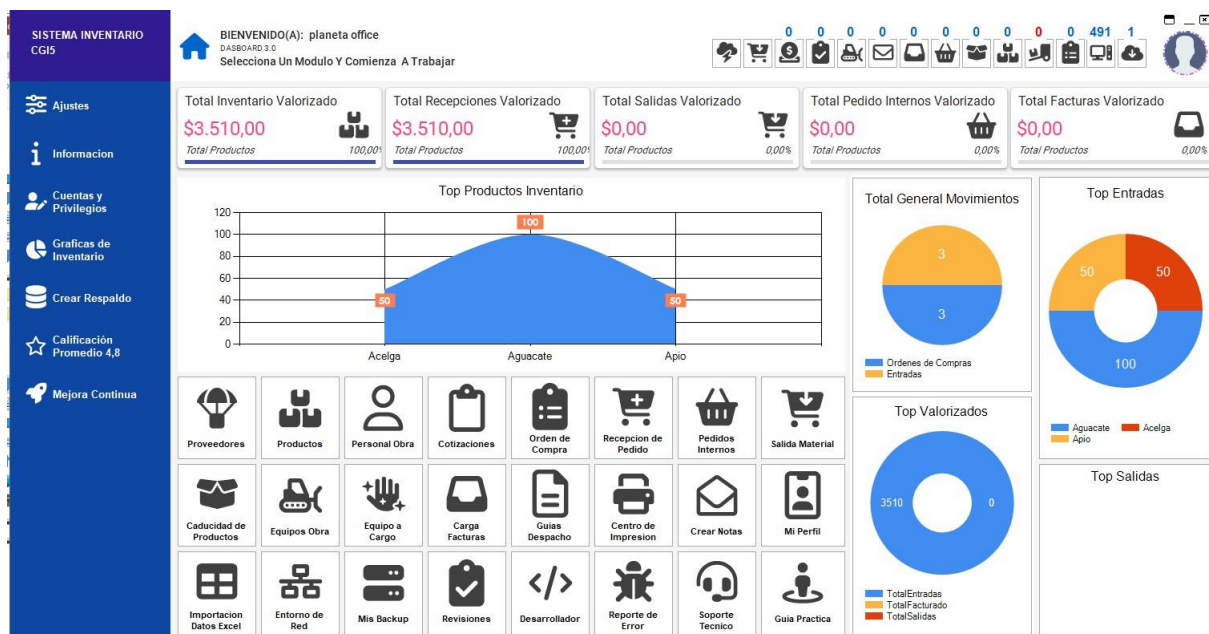 SISTEMA INVENTARIO
CGI5
BIENVENIDO(A): planeta office
DASBOARD 3.0
Selecciona Un Modulo Y Comienza A Trabajar
0 0 0 0 0 0 0 0 0 0 491 1
Ajustes
Informacion
Cuentas y
Privilegios
Graficas de
Inventario
Crear Respaldo
Calificación
Promedio 4,8
Mejora Continua
Total Inventario Valorizado
$3.510,00
Total Productos 100,00%
Total Recepciones Valorizado
$3.510,00
Total Productos 100,00%
Total Salidas Valorizado
$0,00
Total Productos 0,00%
Total Pedido Internos Valorizado
$0,00
Total Productos 0,00%
Total Facturas Valorizado
$0,00
Total Productos 0,00%
Top Productos Inventario
120
100
80
60
40
20
0
50
100
50
Acelga Aguacate Apio
Total General Movimientos
3
3
Ordenes de Compras
Entradas
Top Entradas
50 50
100
Aguacate Acelga
Apio
Proveedores
Productos
Personal Obra
Cotizaciones
Orden de
Compra
Recepcion de
Pedido
Pedidos
Internos
Salida Material
Caducidad de
Productos
Equipos Obra
Equipo a
Cargo
Carga
Facturas
Guias
Despacho
Centro de
Impresion
Crear Notas
Mi Perfil
Importacion
Datos Excel
Entorno de
Red
Mis Backup
Revisiones
Desarrollador
Reporte de
Error
Soporte
Tecnico
Guia Practica
Top Valorizados
3510 0
TotalEntradas
TotalFacturado
TotalSalidas
Top Salidas